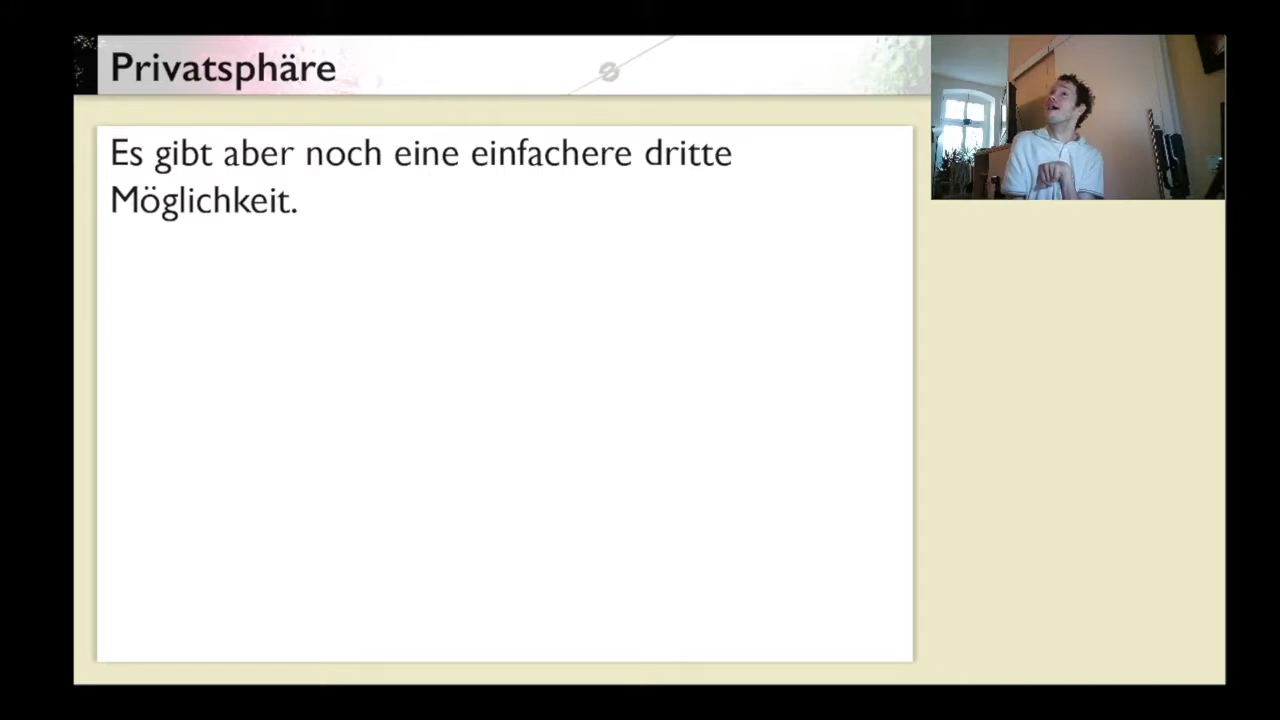 Privatsphäre
Es gibt aber noch eine einfachere dritte
Möglichkeit.